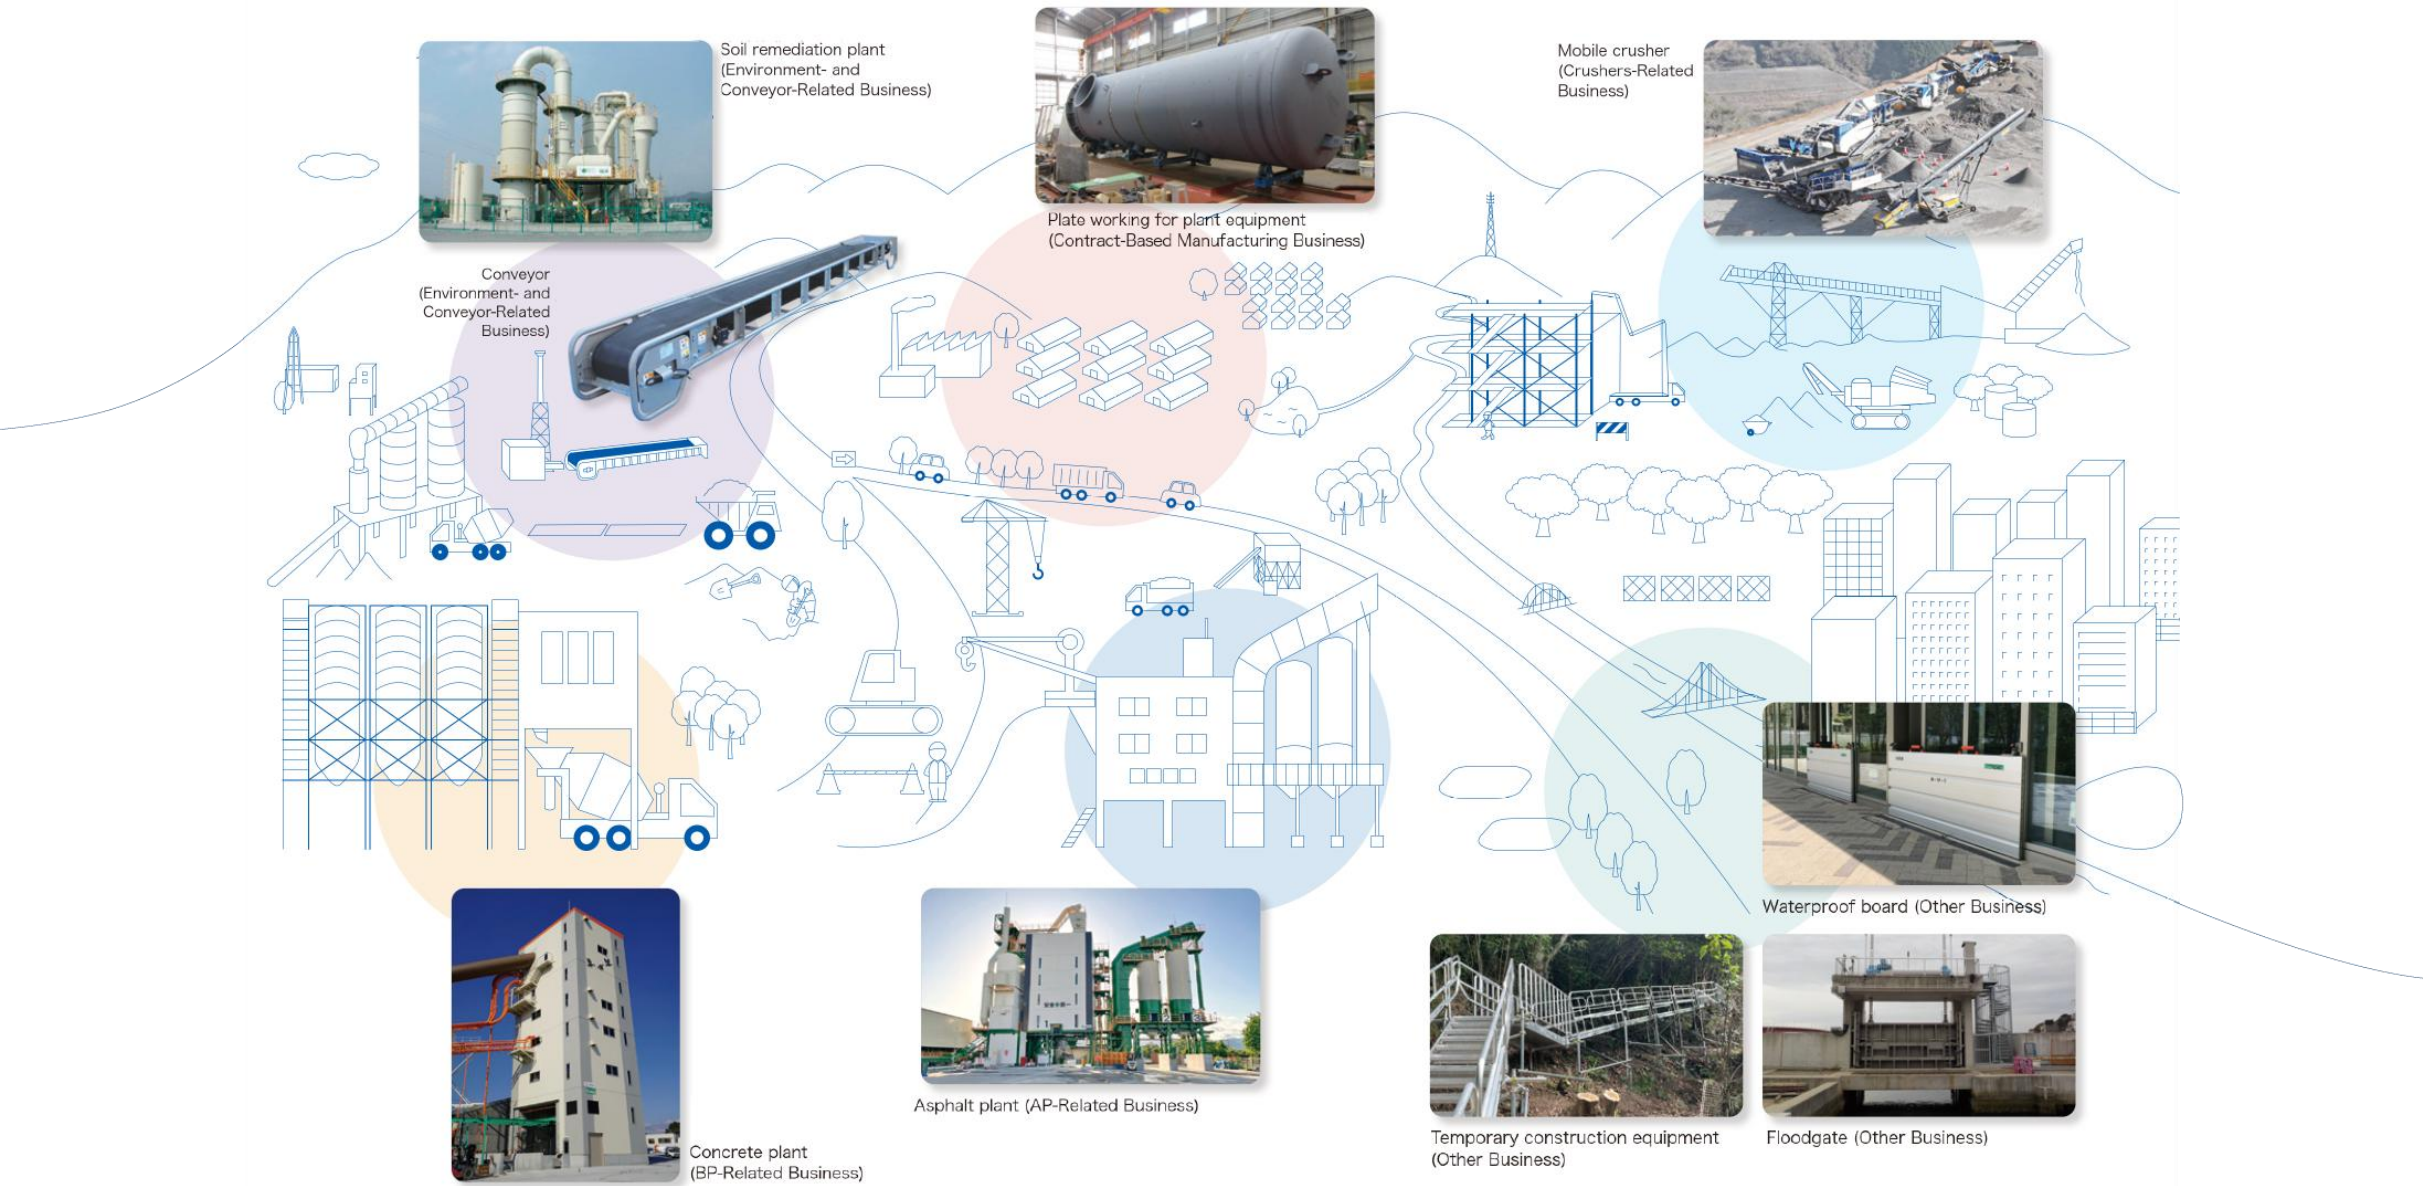 Soil remediation plant
(Environment- and
Conveyor-Related Business)
Plate working for plant equipment
(Contract-Based Manufacturing Business)
Mobile crusher
(Crushers-Related
Business)
Conveyor
(Environment- and
Conveyor-Related
Business)
Waterproof board (Other Business)
Asphalt plant (AP-Related Business)
Temporary construction equipment
(Other Business)
Floodgate (Other Business)
Concrete plant
(BP-Related Business)